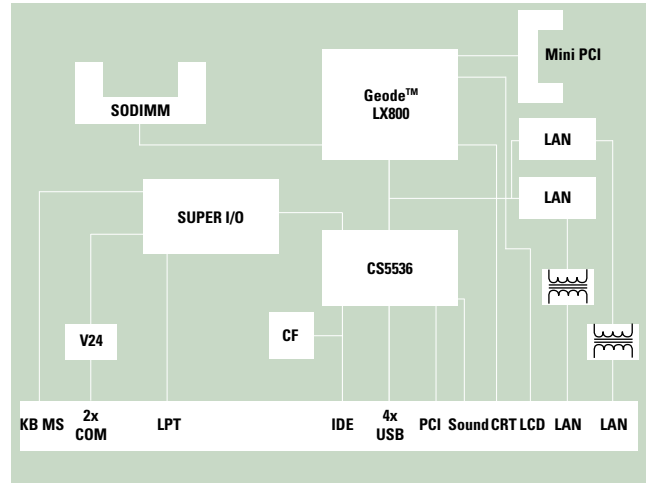 Mini PCI
Geode™
LX800
SODIMM
LAN
LAN
SUPER I/O
CS5536
CF
V24
KB MS
2x
COM
LPT
IDE
4x
USB
PCI
Sound
CRT
LCD
LAN
LAN